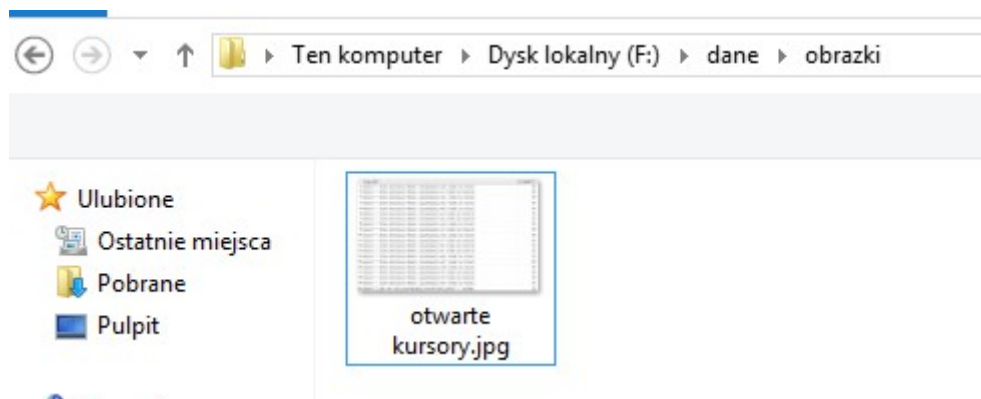 Ten komputer Dysk lokalny (F:) dane obrazki
Ulubione
Ostatnie miejsca
Pobrane
Pulpit
otwarte
kursory.jpg